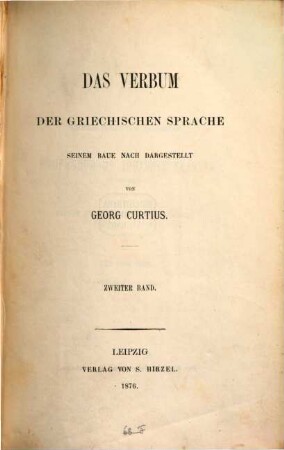 DAS VERBUM
DER GRIECHISCHEN SPRACHE
SEINEM BAUE NACH DARGESTELLT
VON
GEORG CURTIUS.
ZWEITER BAND.
LEIPZIG
VERLAG VON S. HIRZEL.
1876.